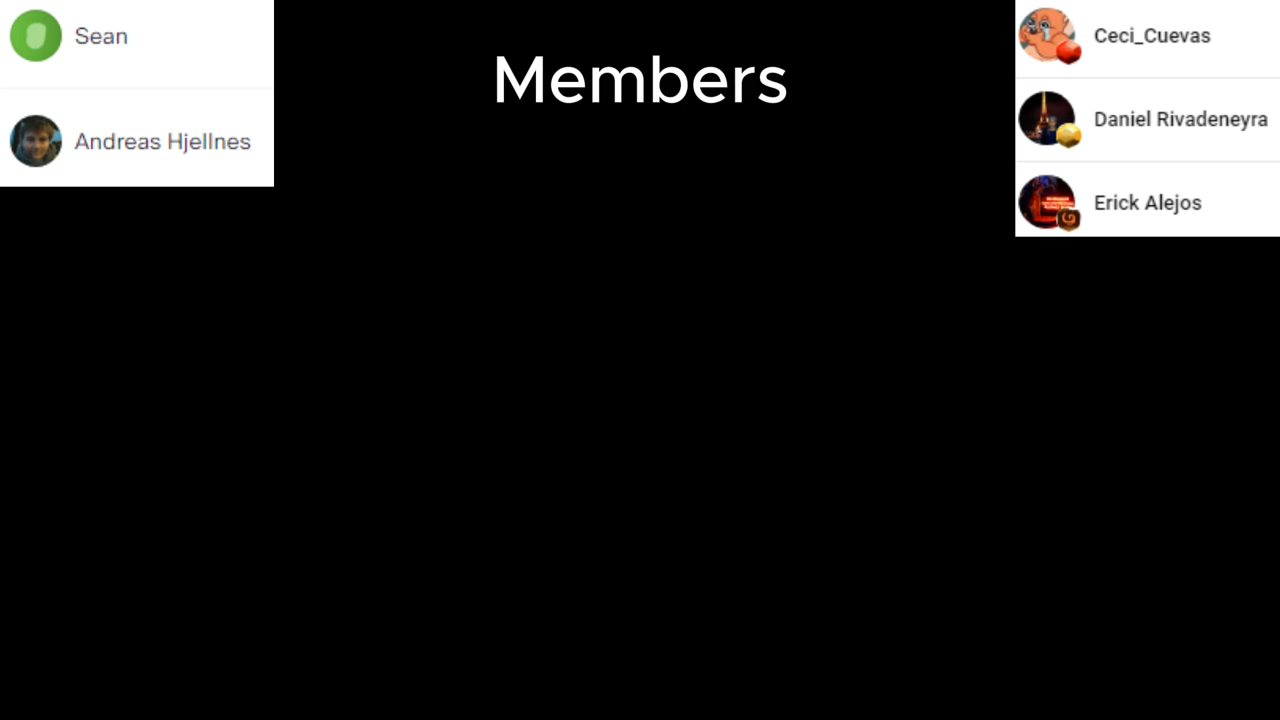 Sean
Andreas Hjellnes
Members
Ceci_Cuevas
Daniel Rivadeneyra
Erick Alejos